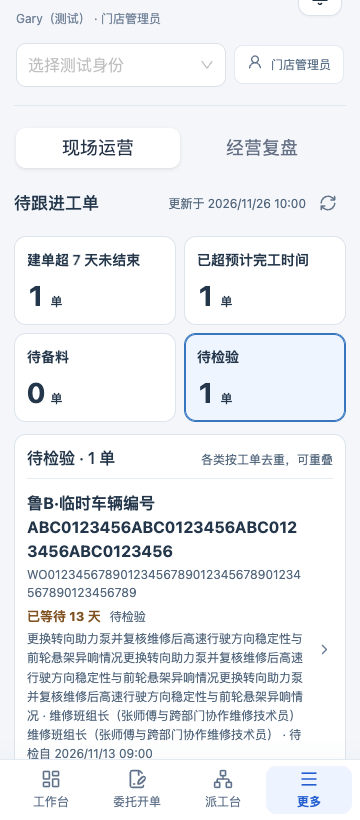 Gary（测试） · 门店管理员
选择测试身份
门店管理员
现场运营
经营复盘
待跟进工单
更新于 2026/11/26 10:00
建单超 7 天未结束
1 单
已超预计完工时间
1 单
待备料
0 单
待检验
1 单
待检验 · 1 单
各类按工单去重，可重叠
鲁B·临时车辆编号
ABC0123456ABC0123456ABC012
3456ABC0123456
WO01234567890123456789012345678901234
567890123456789
已等待 13 天 待检验
更换转向助力泵并复核维修后高速行驶方向稳定性与
前轮悬架异响情况更换转向助力泵并复核维修后高速
行驶方向稳定性与前轮悬架异响情况更换转向助力泵
并复核维修后高速行驶方向稳定性与前轮悬架异响情
况 · 维修班组长（张师傅与跨部门协作维修技术员）
维修班组长（张师傅与跨部门协作维修技术员） · 待
检自 2026/11/13 09:00
工作台
委托开单
派工台
更多